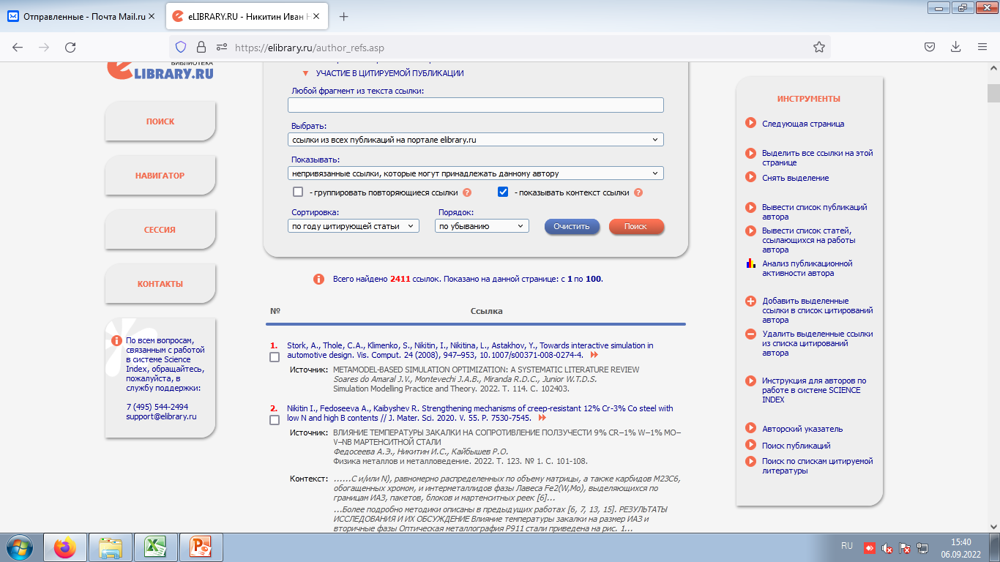 Отправленные - Почта Mail.ru
eLIBRARY.RU - Никитин Иван
https://elibrary.ru/author_refs.asp
БИБЛИОТЕКА
LIBRARY.RU
ПОИСК
НАВИГАТОР
СЕССИЯ
КОНТАКТЫ
По всем вопросам,
связанным с работой
в системе Science
Index, обращайтесь,
пожалуйста, в
службу поддержки:
7 (495) 544-2494
support@elibrary.ru
УЧАСТИЕ В ЦИТИРУЕМОЙ ПУБЛИКАЦИИ
Любой фрагмент из текста ссылки:
Выбрать:
ссылки из всех публикаций на портале elibrary.ru
Показывать:
непривязанные ссылки, которые могут принадлежать данному автору
- группировать повторяющиеся ссылки ?
- показывать контекст ссылки ?
Сортировка:
Порядок:
по году цитирующей статьи
по убыванию
Очистить
Поиск
Всего найдено 2411 ссылок. Показано на данной странице: с 1 по 100.
№
Ссылка
1. Stork, A., Thole, C.A., Klimenko, S., Nikitin, I., Nikitina, L., Astakhov, Y., Towards interactive simulation in
automotive design. Vis. Comput. 24 (2008), 947–953, 10.1007/s00371-008-0274-4.
Источник: METAMODEL-BASED SIMULATION OPTIMIZATION: A SYSTEMATIC LITERATURE REVIEW
Soares do Amaral J.V., Montevechi J.A.B., Miranda R.D.C., Junior W.T.D.S.
Simulation Modelling Practice and Theory. 2022. Т. 114. С. 102403.
2. Nikitin I., Fedoseeva A., Kaibyshev R. Strengthening mechanisms of creep-resistant 12% Cr-3% Co steel with
low N and high B contents // J. Mater. Sci. 2020. V. 55. P. 7530-7545.
Источник: ВЛИЯНИЕ ТЕМПЕРАТУРЫ ЗАКАЛКИ НА СОПРОТИВЛЕНИЕ ПОЛЗУЧЕСТИ 9% CR–1% W–1% MO–
V–NB МАРТЕНСИТНОЙ СТАЛИ
Федосеева А.Э., Никитин И.С., Кайбышев Р.О.
Физика металлов и металловедение. 2022. Т. 123. № 1. С. 101-108.
Контекст: ......C и/или N), равномерно распределенных по объему матрицы, а также карбидов M23C6,
обогащенных хромом, и интерметаллидов фазы Лавеса Fe2(W,Mo), выделяющихся по
границам ИАЗ, пакетов, блоков и мартенситных реек [6]...
...Более подробно методики описаны в предыдущих работах [6, 7, 13, 15]. РЕЗУЛЬТАТЫ
ИССЛЕДОВАНИЯ И ИХ ОБСУЖДЕНИЕ Влияние температуры закалки на размер ИАЗ и
вторичные фазы Оптическая металлография P911 стали приведена на рис. 1...
ИНСТРУМЕНТЫ
Следующая страница
Выделить все ссылки на этой
странице
Снять выделение
Вывести список публикаций
автора
Вывести список статей,
ссылающихся на работы
автора
Анализ публикационной
активности автора
Добавить выделенные
ссылки в список цитирований
автора
Удалить выделенные ссылки
из списка цитирований
автора
Инструкция для авторов по
работе в системе SCIENCE
INDEX
Авторский указатель
Поиск публикаций
Поиск по спискам цитируемой
литературы
RU
15:40
06.09.2022